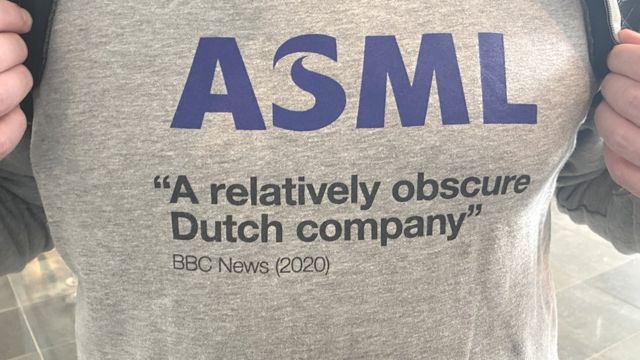 ASML
“A relatively obscure
Dutch company”
BBC News (2020)